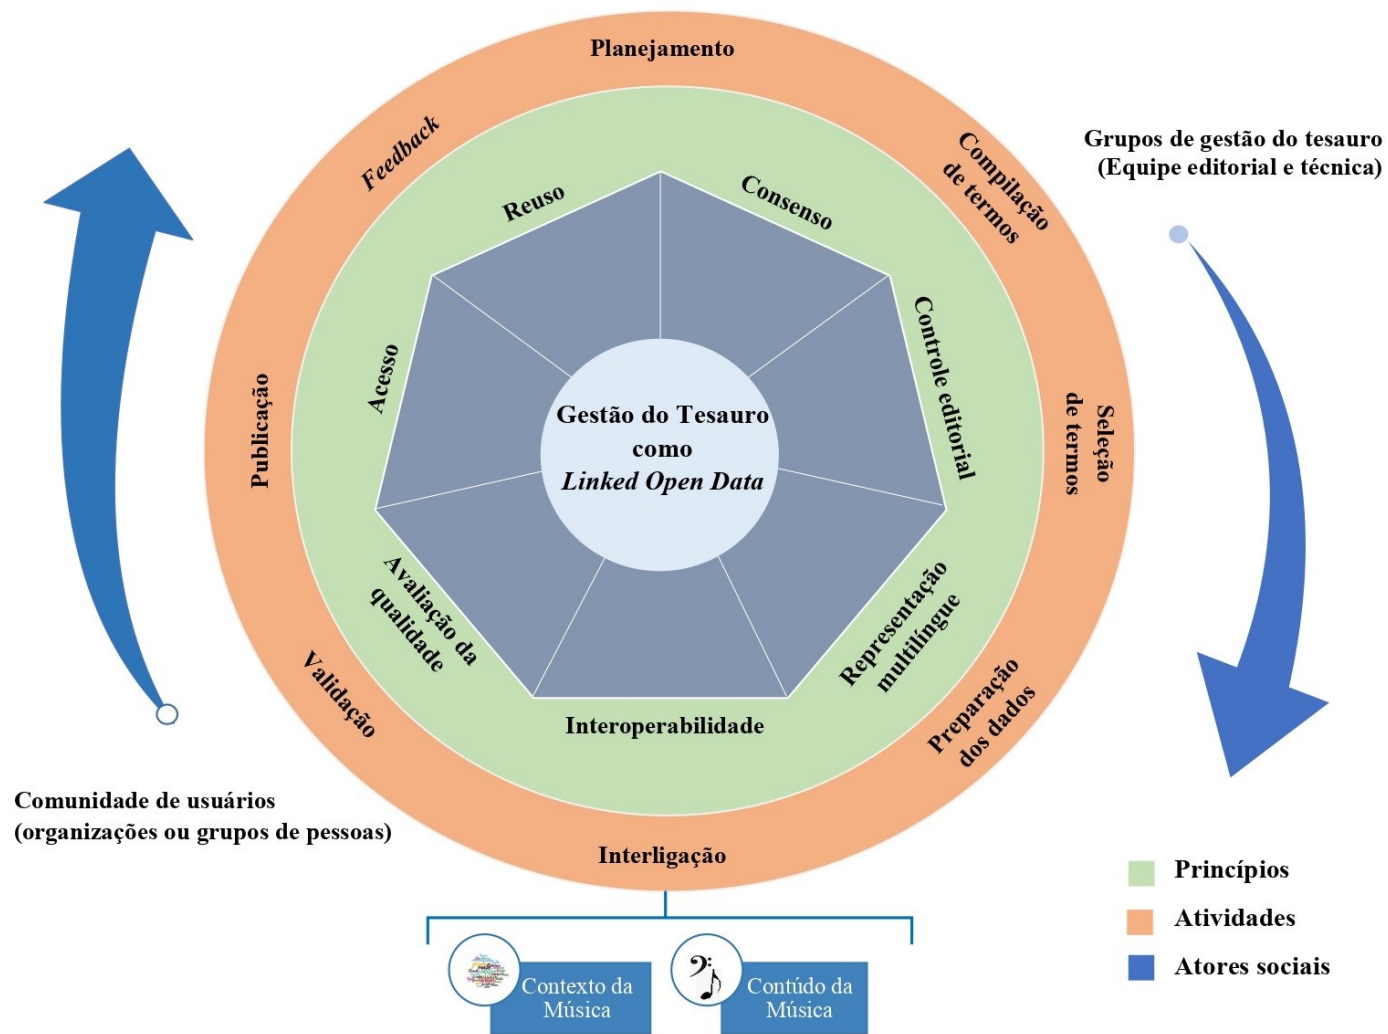 Planejamento
Feedback
Compilação
de termos
Grupos de gestão do tesauro
(Equipe editorial e técnica)
Reuso
Consenso
Acesso
Controle editorial
Publicação
Seleção
de termos
Gestão do Tesauro
como
Linked Open Data
Avaliação da
qualidade
Representação
multilíngue
Validação
Interoperabilidade
Preparação
dos dados
Comunidade de usuários
(organizações ou grupos de pessoas)
Interligação
Princípios
Atividades
Atores sociais
Contexto da
Música
Contúdo da
Música